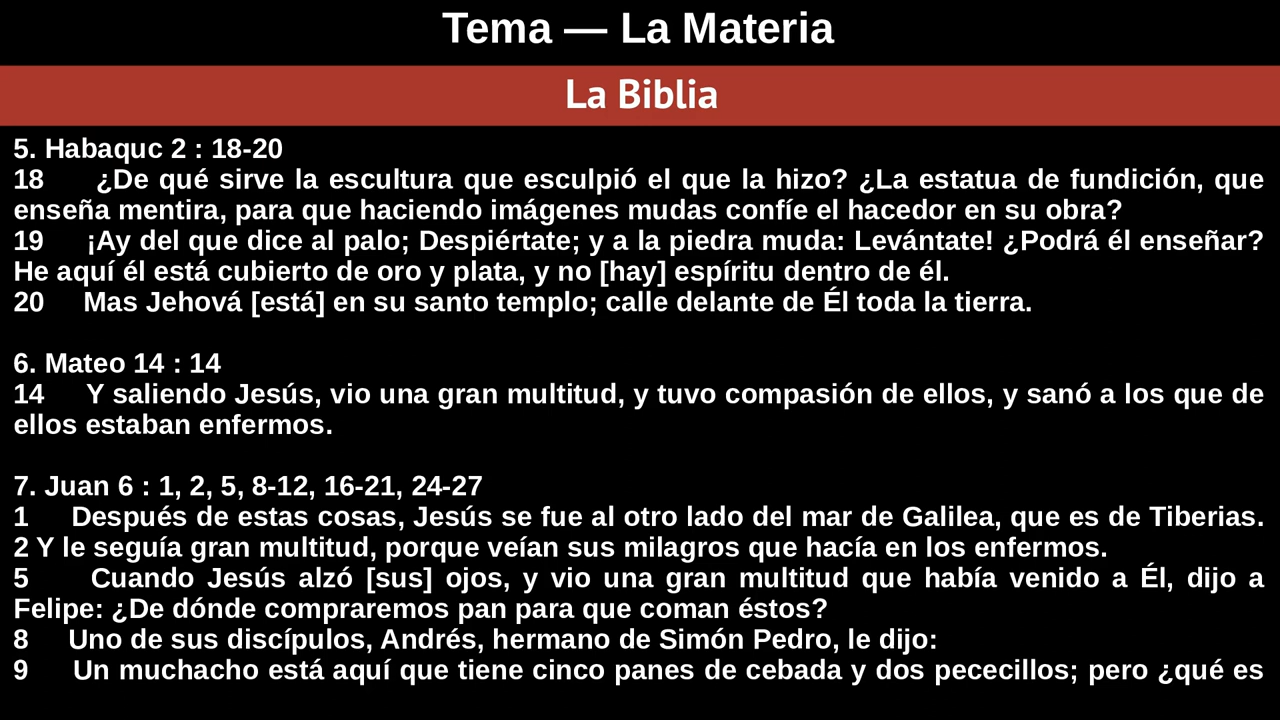 Tema — La Materia
La Biblia
5. Habaquc 2 : 18-20
18 ¿De qué sirve la escultura que esculpió el que la hizo? ¿La estatua de fundición, que
enseña mentira, para que haciendo imágenes mudas confíe el hacedor en su obra?
19 ¡Ay del que dice al palo; Despiértate; y a la piedra muda: Levántate! ¿Podrá él enseñar?
He aquí él está cubierto de oro y plata, y no [hay] espíritu dentro de él.
20 Mas Jehová [está] en su santo templo; calle delante de Él toda la tierra.
6. Mateo 14 : 14
14 Y saliendo Jesús, vio una gran multitud, y tuvo compasión de ellos, y sanó a los que de
ellos estaban enfermos.
7. Juan 6 : 1, 2, 5, 8-12, 16-21, 24-27
1 Después de estas cosas, Jesús se fue al otro lado del mar de Galilea, que es de Tiberias.
2 Y le seguía gran multitud, porque veían sus milagros que hacía en los enfermos.
5 Cuando Jesús alzó [sus] ojos, y vio una gran multitud que había venido a Él, dijo a
Felipe: ¿De dónde compraremos pan para que coman éstos?
8 Uno de sus discípulos, Andrés, hermano de Simón Pedro, le dijo:
9 Un muchacho está aquí que tiene cinco panes de cebada y dos pececillos; pero ¿qué es